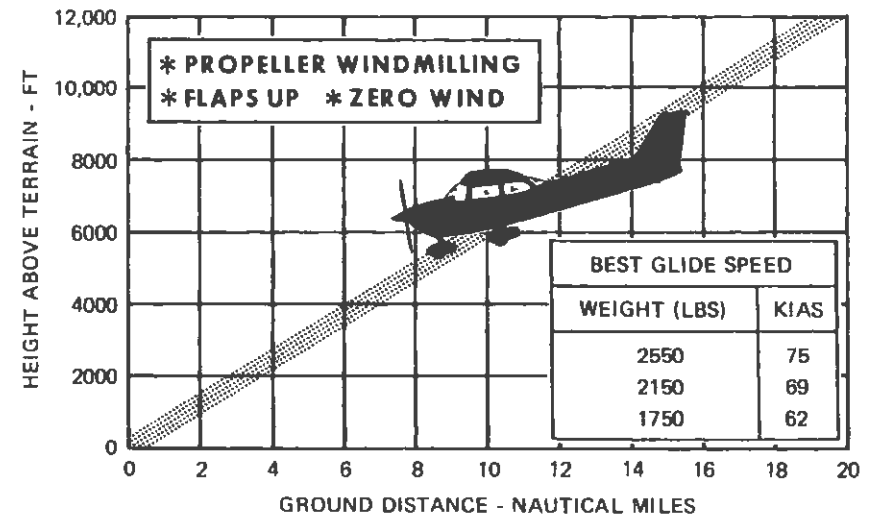 12,000
10,000
8000
6000
4000
2000
0
HEIGHT ABOVE TERRAIN - FT
* PROPELLER WINDMILLING
* FLAPS UP * ZERO WIND
BEST GLIDE SPEED
WEIGHT (LBS) KIAS
2550 75
2150 69
1750 62
0 2 4 6 8 10 12 14 16 18 20
GROUND DISTANCE - NAUTICAL MILES